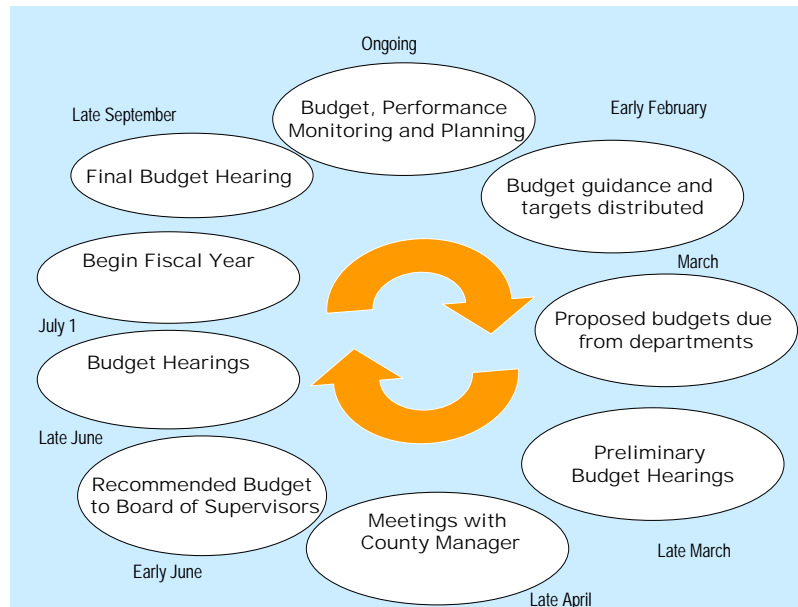 Ongoing
Budget, Performance
Monitoring and Planning
Early February
Budget guidance and
targets distributed
March
Proposed budgets due
from departments
Preliminary
Budget Hearings
Late March
Meetings with
County Manager
Late April
Recommended Budget
to Board of Supervisors
Early June
Budget Hearings
Late June
Begin Fiscal Year
July 1
Final Budget Hearing
Late September